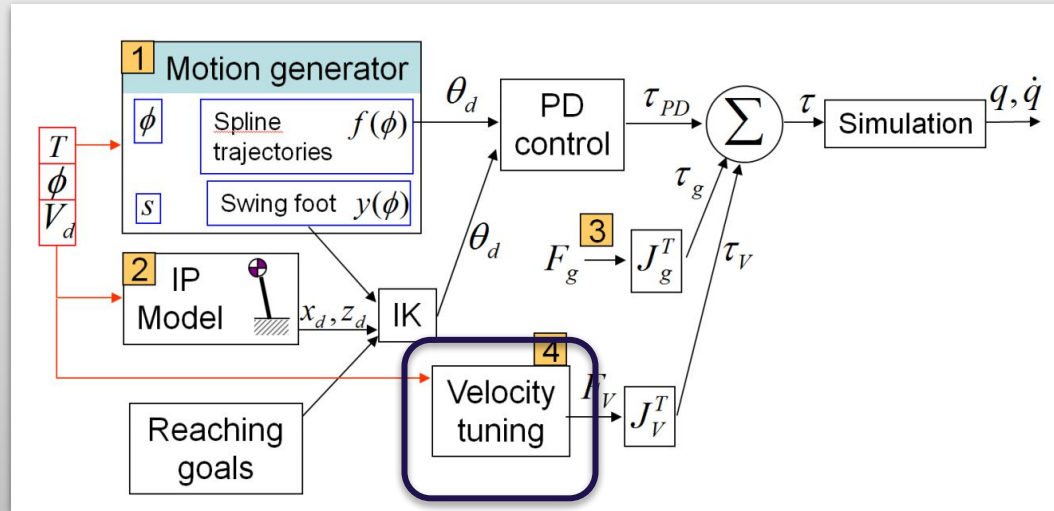 1
Motion generator
ϕ
Spline
trajectories
f(ϕ)
s
Swing foot y(ϕ)
T
ϕ
V_d
2
IP
Model
x_d, z_d
IK
Reaching
goals
θ_d
θ_d
PD
control
τ_PD
Σ
τ
Simulation
q, q̇
τ_g
3
F_g
J_g^T
τ_V
4
Velocity
tuning
F_V
J_V^T